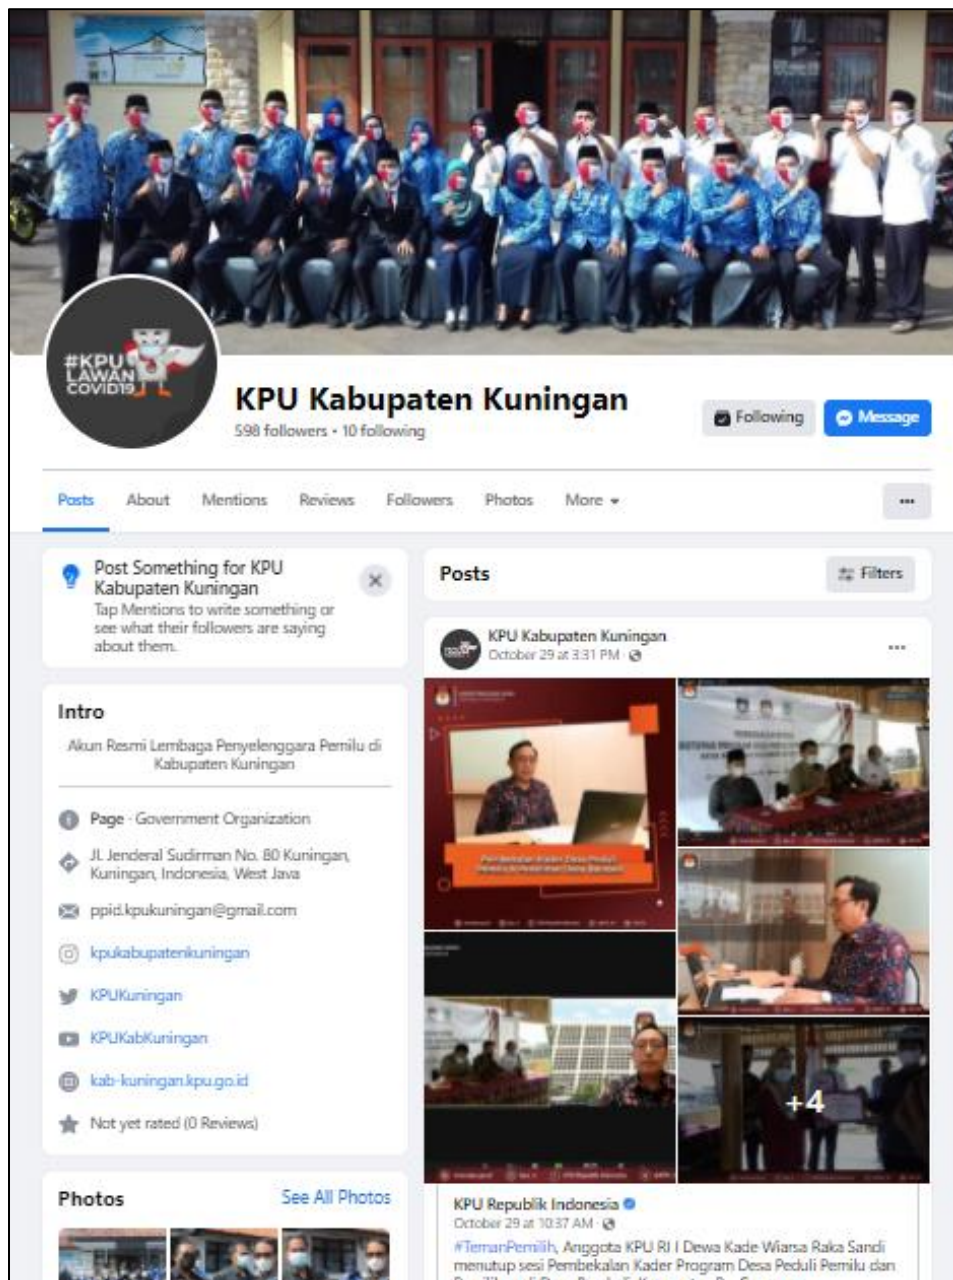 #KPU
LAWAN
COVID19
KPU Kabupaten Kuningan
598 followers • 10 following
Following
Message
Posts
About
Mentions
Reviews
Followers
Photos
More
Post Something for KPU
Kabupaten Kuningan
Tap Mentions to write something or
see what their followers are saying
about them.
Intro
Akun Resmi Lembaga Penyelenggara Pemilu di
Kabupaten Kuningan
Page · Government Organization
Jl. Jenderal Sudirman No. 80 Kuningan,
Kuningan, Indonesia, West Java
ppid.kpukuningan@gmail.com
kpukabupatenkuningan
KPUKuningan
KPUKabKuningan
kab-kuningan.kpu.go.id
Not yet rated (0 Reviews)
Photos
See All Photos
Posts
Filters
KPU Kabupaten Kuningan
October 29 at 3:31 PM
Pembekalan Kader Desa Peduli
+4
KPU Republik Indonesia
October 29 at 10:37 AM
#TemanPemilih, Anggota KPU RI I Dewa Kade Wiarsa Raka Sandi
menutup sesi Pembekalan Kader Program Desa Peduli Pemilu dan